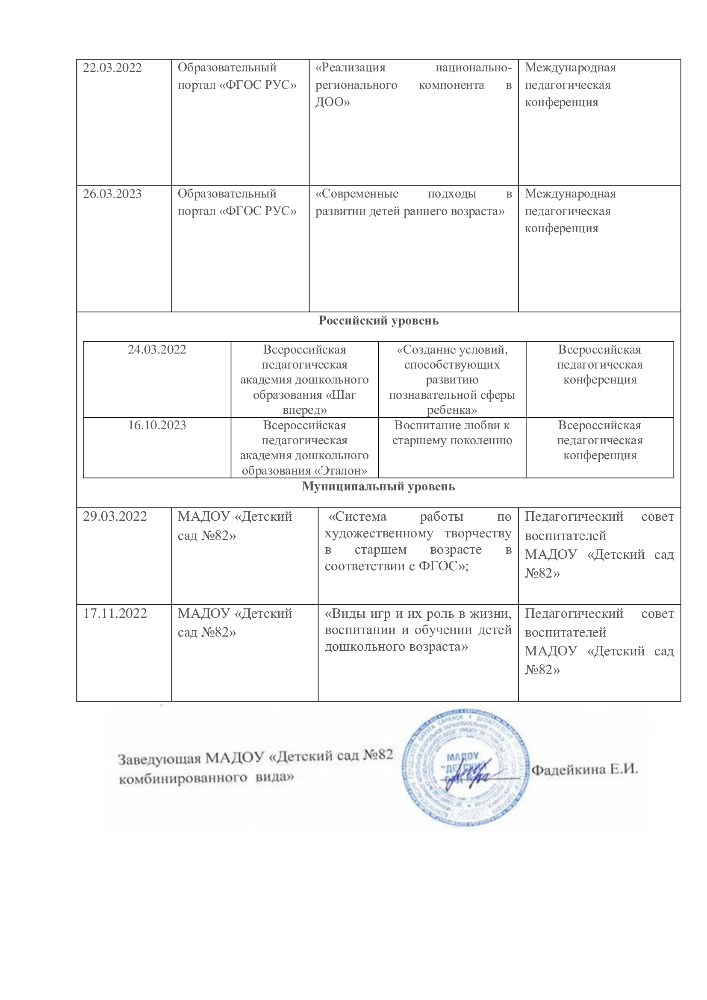 22.03.2022
Образовательный
портал «ФГОС РУС»
«Реализация национально-
регионального компонента в
ДОО»
Международная
педагогическая
конференция
26.03.2023
Образовательный
портал «ФГОС РУС»
«Современные подходы в
развитии детей раннего возраста»
Международная
педагогическая
конференция
Российский уровень
24.03.2022
Всероссийская
педагогическая
академия дошкольного
образования «Шаг
вперед»
«Создание условий,
способствующих
развитию
познавательной сферы
ребенка»
Всероссийская
педагогическая
конференция
16.10.2023
Всероссийская
педагогическая
академия дошкольного
образования «Эталон»
Воспитание любви к
старшему поколению
Всероссийская
педагогическая
конференция
Муниципальный уровень
29.03.2022
МАДОУ «Детский
сад №82»
«Система работы по
художественному творчеству
в старшем возрасте в
соответствии с ФГОС»;
Педагогический совет
воспитателей
МАДОУ «Детский сад
№82»
17.11.2022
МАДОУ «Детский
сад №82»
«Виды игр и их роль в жизни,
воспитании и обучении детей
дошкольного возраста»
Педагогический совет
воспитателей
МАДОУ «Детский сад
№82»
Заведующая МАДОУ «Детский сад №82
комбинированного вида»
МАДОУ
"ДЕТСКИЙ
САД
Фадейкина Е.И.